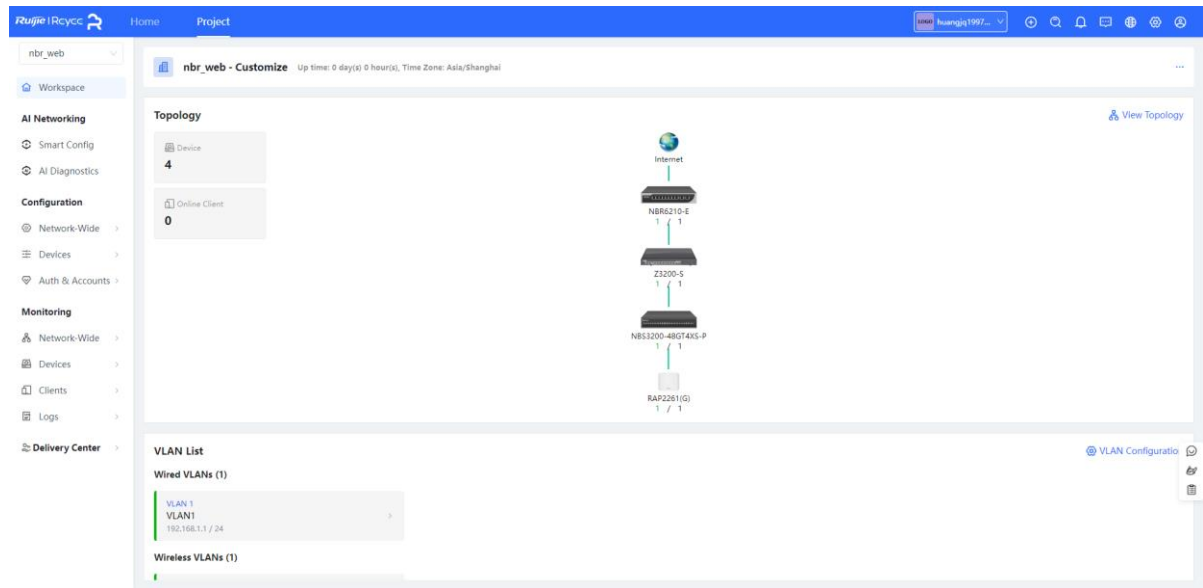 Ruijie | Rcycc
Home
Project
LOGO huangjq1997...
nbr_web
nbr_web - Customize Up time: 0 day(s) 0 hour(s), Time Zone: Asia/Shanghai
...
Workspace
AI Networking
Smart Config
AI Diagnostics
Configuration
Network-Wide
Devices
Auth & Accounts
Monitoring
Network-Wide
Devices
Clients
Logs
Delivery Center
Topology
View Topology
Device
4
Online Client
0
Internet
NBR6210-E
1 / 1
Z3200-S
1 / 1
NBS3200-48GT4XS-P
1 / 1
RAP2261(G)
1 / 1
VLAN List
VLAN Configuratio
Wired VLANs (1)
VLAN 1
VLAN1
192.168.1.1 / 24
Wireless VLANs (1)